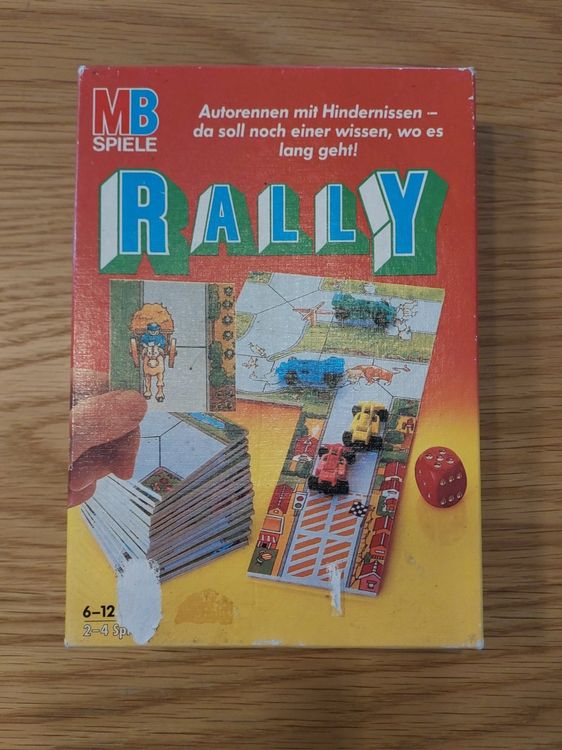 MB
SPIELE
Autorennen mit Hindernissen –
da soll noch einer wissen, wo es
lang geht!
RALLY
6–12
2–4